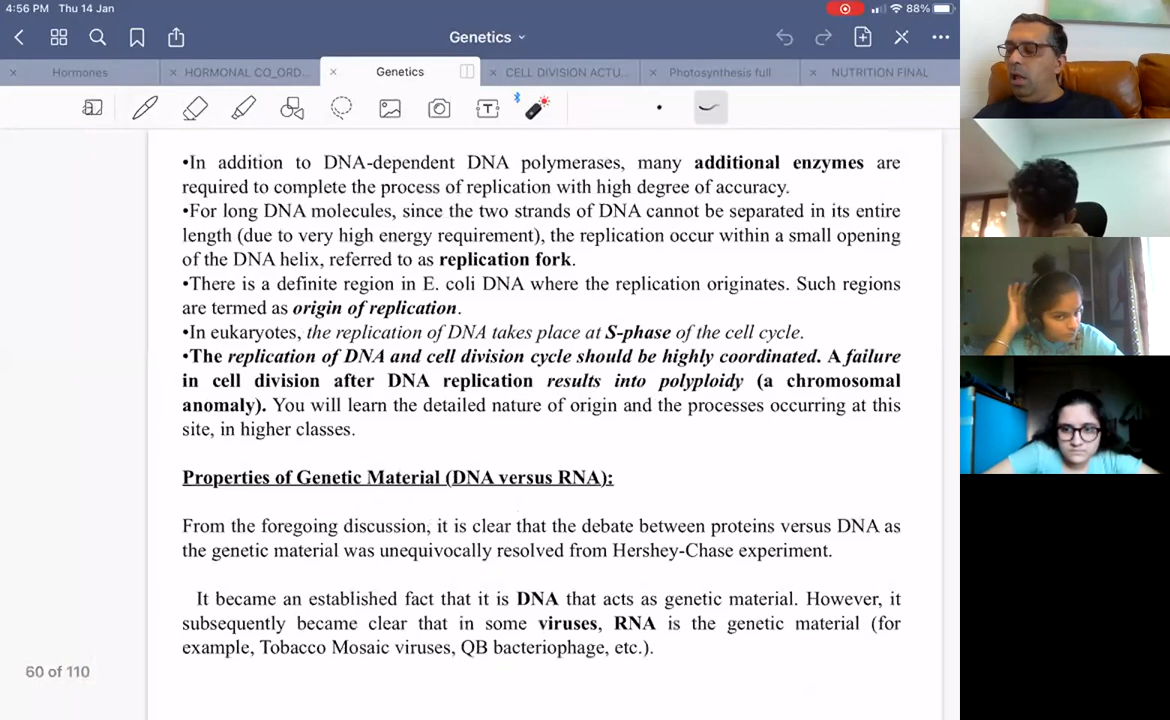 4:56 PM Thu 14 Jan
88%
Genetics
Hormones
HORMONAL CO_ORD...
Genetics
CELL DIVISION ACTU...
Photosynthesis full
NUTRITION FINAL
•In addition to DNA-dependent DNA polymerases, many additional enzymes are
required to complete the process of replication with high degree of accuracy.
•For long DNA molecules, since the two strands of DNA cannot be separated in its entire
length (due to very high energy requirement), the replication occur within a small opening
of the DNA helix, referred to as replication fork.
•There is a definite region in E. coli DNA where the replication originates. Such regions
are termed as origin of replication.
•In eukaryotes, the replication of DNA takes place at S-phase of the cell cycle.
•The replication of DNA and cell division cycle should be highly coordinated. A failure
in cell division after DNA replication results into polyploidy (a chromosomal
anomaly). You will learn the detailed nature of origin and the processes occurring at this
site, in higher classes.
Properties of Genetic Material (DNA versus RNA):
From the foregoing discussion, it is clear that the debate between proteins versus DNA as
the genetic material was unequivocally resolved from Hershey-Chase experiment.
It became an established fact that it is DNA that acts as genetic material. However, it
subsequently became clear that in some viruses, RNA is the genetic material (for
example, Tobacco Mosaic viruses, QB bacteriophage, etc.).
60 of 110